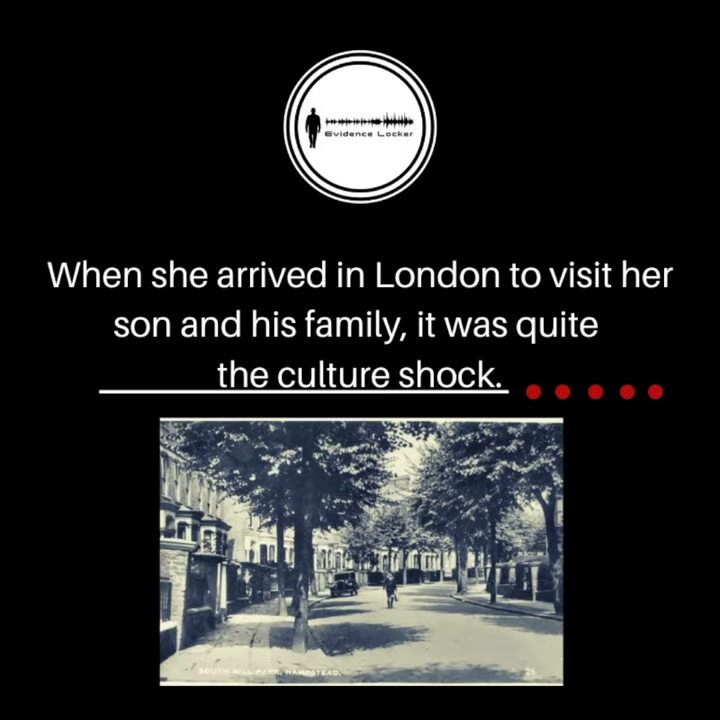 Evidence Locker
When she arrived in London to visit her
son and his family, it was quite
the culture shock.
SOUTH HILL PARK, HAMPSTEAD.